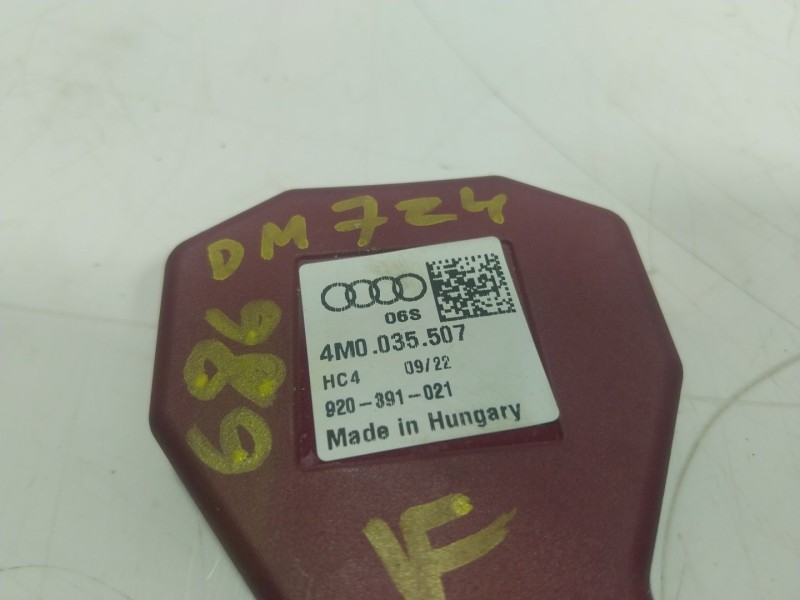 DM724
686
06S
4M0.035.507
HC4 09/22
920-391-021
Made in Hungary
F